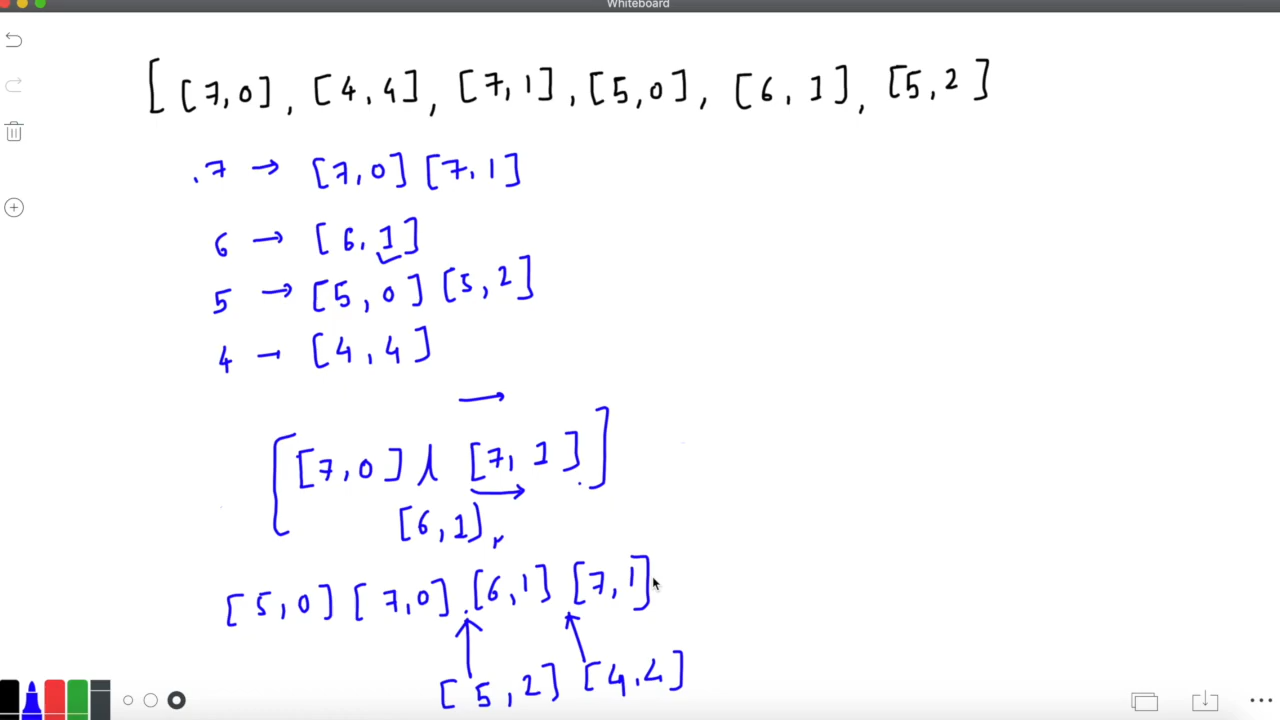 Whiteboard
[[7,0], [4,4], [7,1], [5,0], [6,1], [5,2]
.7 → [7,0] [7,1]
6 → [6,1]
5 → [5,0] [5,2]
4 → [4,4]
→
[[7,0] [7,1]]
[6,1]
[5,0] [7,0] [6,1] [7,1]
[5,2] [4,4]